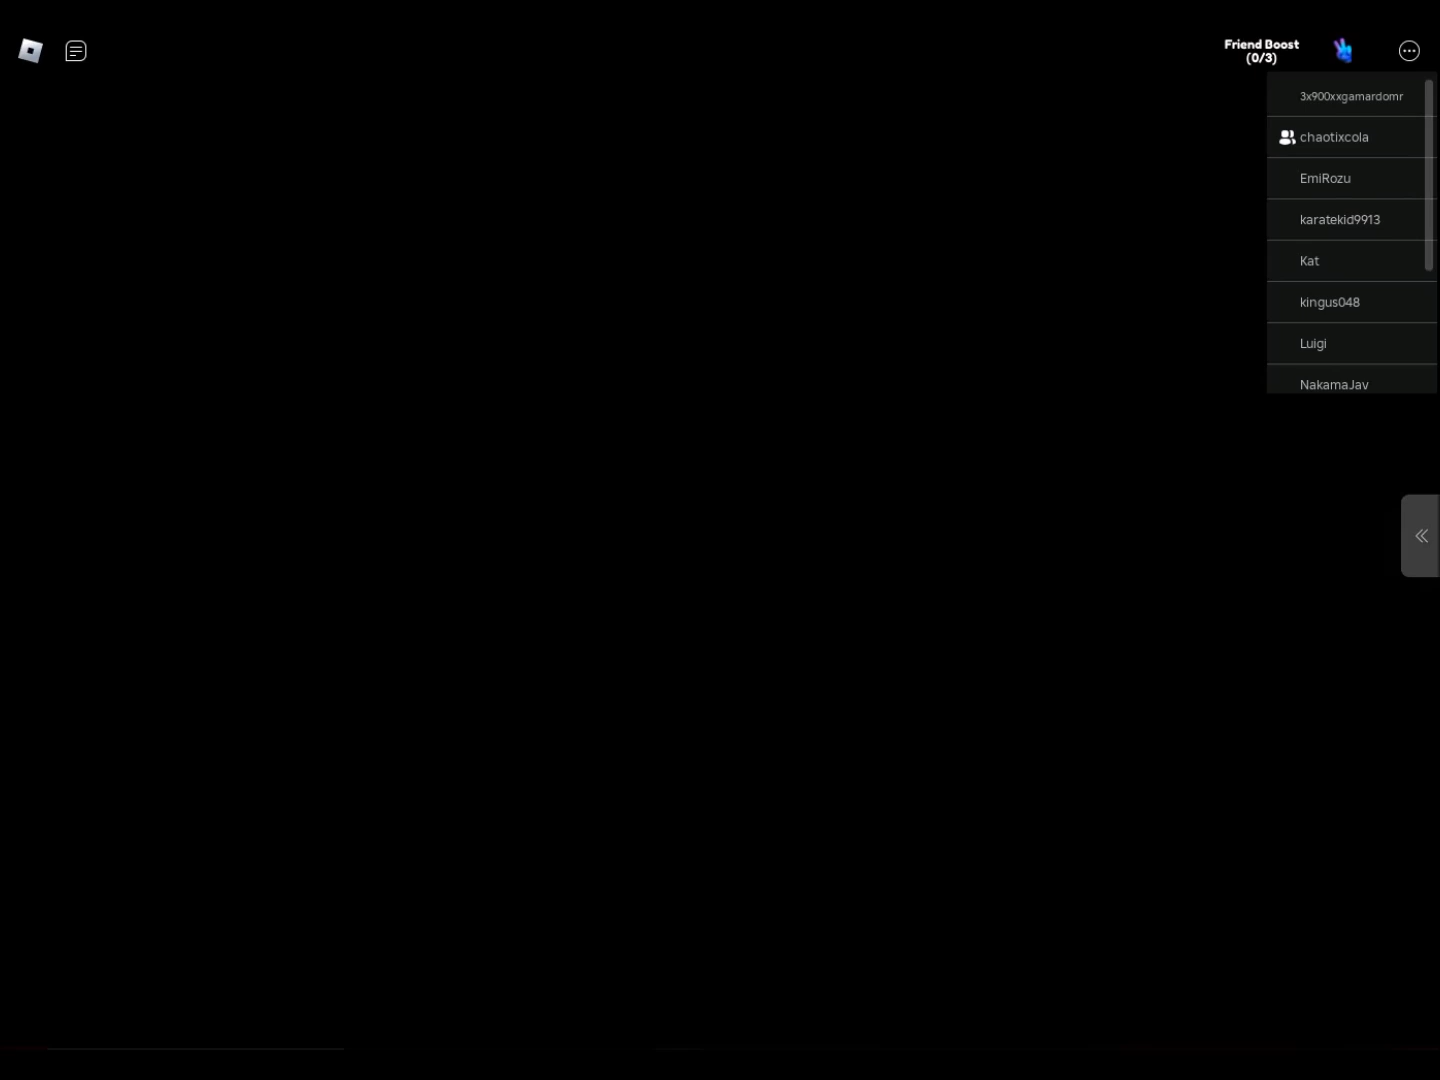 Friend Boost
(0/3)
3x900xxgamardomr
chaotixcola
EmiRozu
karatekid9913
Kat
kingus048
Luigi
NakamaJav